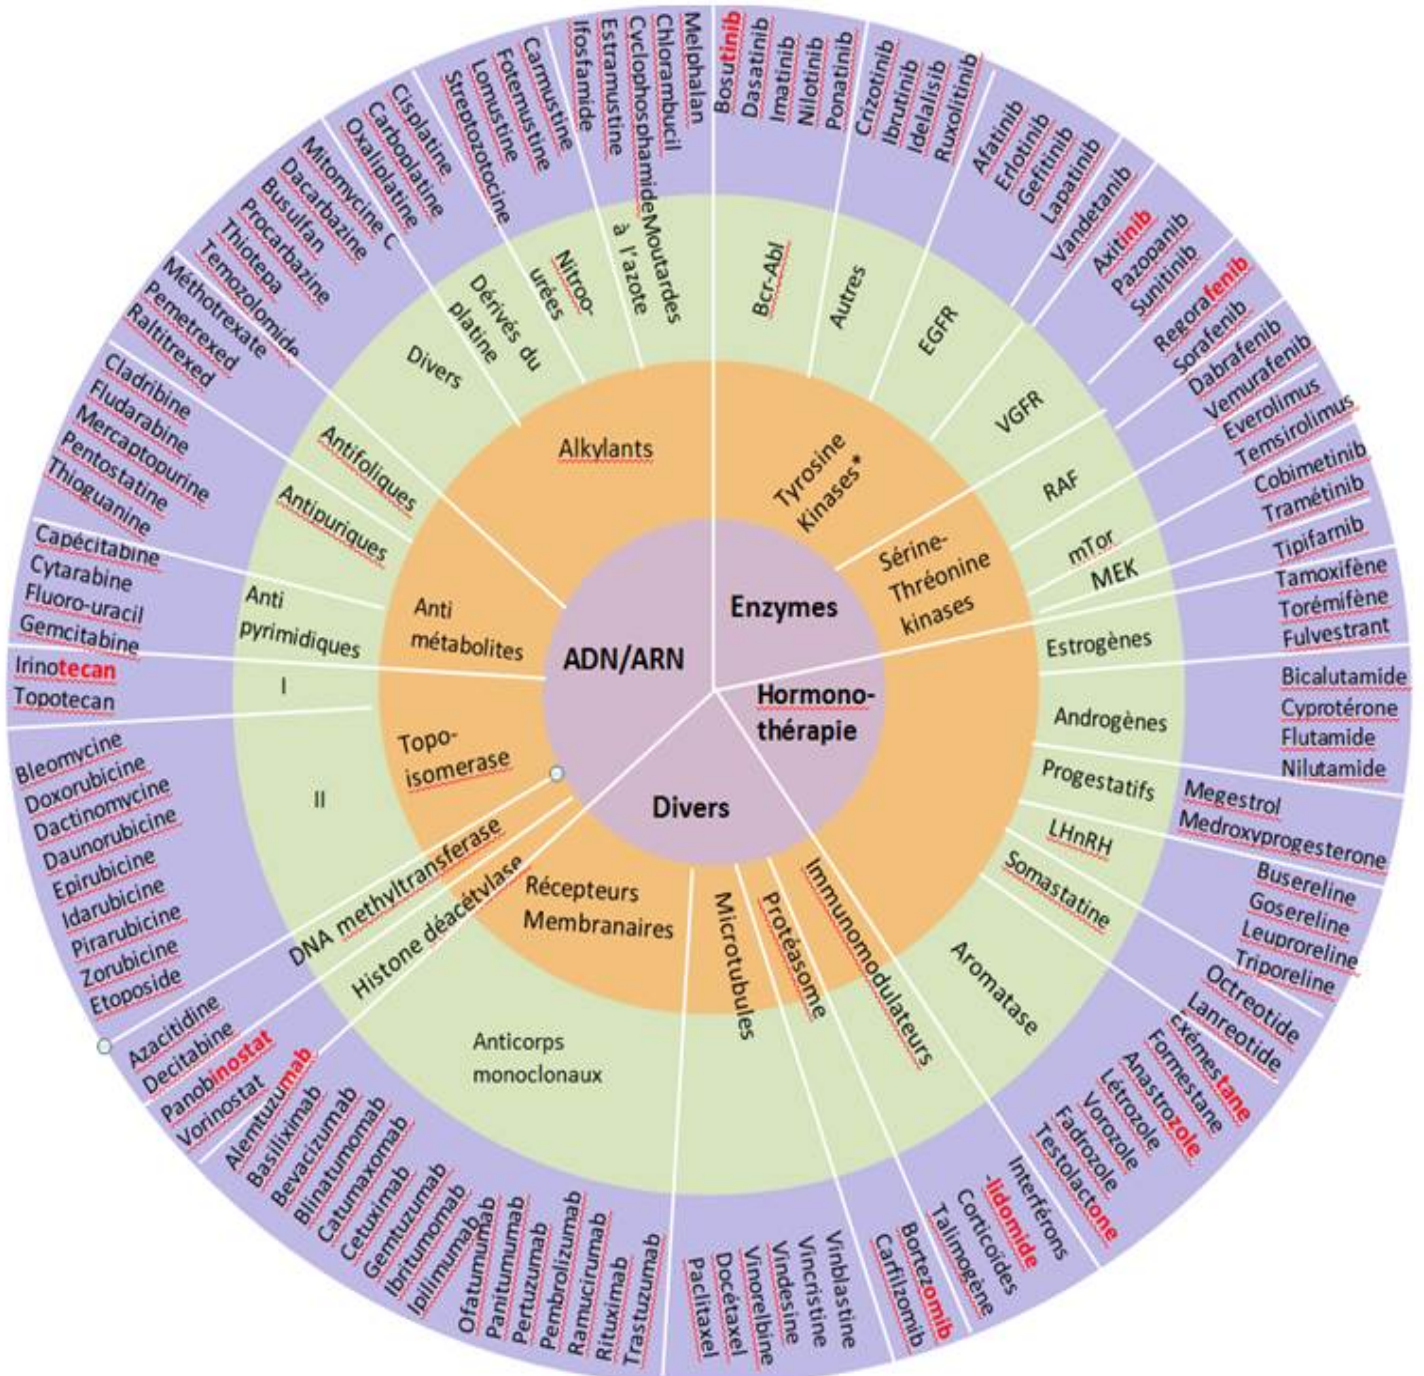 ADN/ARN
Enzymes
Hormono-
thérapie
Divers
Alkylants
Tyrosine
Kinases*
Sérine-
Thréonine
kinases
Anti
métabolites
Topo-
isomerase
DNA methyltransferase
Histone déacétylase
Récepteurs
Membranaires
Microtubules
Protéasome
Immunomodulateurs
Bcr-Abl
Autres
EGFR
VGFR
RAF
mTor
MEK
Estrogènes
Androgènes
Progestatifs
LHnRH
Somastatine
Aromatase
Anticorps
monoclonaux
II
I
Anti
pyrimidiques
Antipuriques
Antifoliques
Divers
Dérivés du
platine
Nitroo-
urées
Moutardes
à l'azote
Bosutinib
Dasatinib
Imatinib
Nilotinib
Ponatinib
Crizotinib
Ibrutinib
Idelalisib
Ruxolitinib
Afatinib
Erlotinib
Gefitinib
Lapatinib
Vandetanib
Axitinib
Pazopanib
Sunitinib
Regorafenib
Sorafenib
Dabrafeniib
Vemurafenib
Everolimus
Temsirolimus
Cobimetinib
Tramétinib
Tipifarnib
Tamoxifène
Torémifène
Fulvestrant
Bicalutamide
Cyprotérone
Flutamide
Nilutamide
Megestrol
Medroxyprogesterone
Busereline
Gosereline
Leuproreline
Triporeline
Octreotide
Lanreotide
Exémestane
Formestane
Anastrozole
Létrozole
Vorozole
Fadrozole
Testolactone
Interférons
-lidomide
Corticoïdes
Talimogène
Bortezomib
Carfilzomib
Vinblastine
Vincristine
Vindesine
Vinorelbine
Docétaxel
Paclitaxel
Trastuzumab
Rituximab
Ramucirumab
Pembrolizumab
Pertuzumab
Panitumumab
Ofatumumab
Ipilimumab
Ibritumomab
Gemtuzumab
Cetuximab
Catumaxomab
Blinatumomab
Bevacizumab
Basiliximab
Alemtuzumab
Vorinostat
Panobinostat
Decitabine
Azacitidine
Etoposide
Zorubicine
Pirarubicine
Idarubicine
Epirubicine
Daunorubicine
Dactinomycine
Doxorubicine
Bleomycine
Topotecan
Irinotecan
Gemcitabine
Fluoro-uracil
Cytarabine
Capécitabine
Thioguanine
Pentostatine
Mercaptopurine
Fludarabine
Cladribine
Raltitrexed
Pemetrexed
Méthotrexate
Temozolomide
Thiotepa
Procarbazine
Busulfan
Dacarbazine
Mitomycine C
Oxaliplatine
Carboplatine
Cisplatine
Streptozotocine
Lomustine
Fotemustine
Carmustine
Ifosfamide
Estramustine
Cyclophosphamide
Chlorambucil
Melphalan